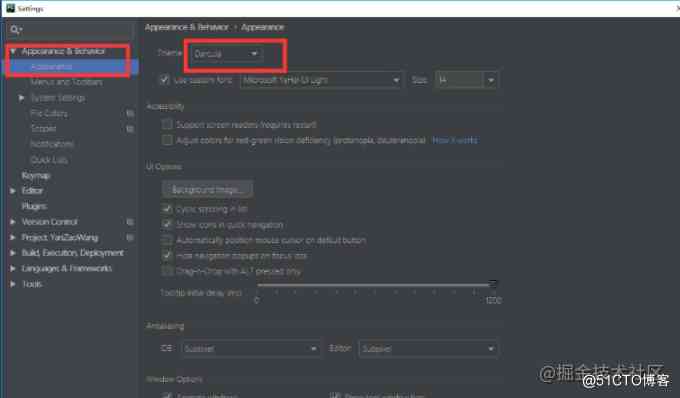 Settings
Appearance & Behavior › Appearance
Appearance & Behavior
Appearance
Menus and Toolbars
System Settings
File Colors
Scopes
Notifications
Quick Lists
Keymap
Editor
Plugins
Version Control
Project: YanZaoWang
Build, Execution, Deployment
Languages & Frameworks
Tools
Theme: Darcula
Use custom font: Microsoft YaHei UI Light Size: 14
Accessibility
Support screen readers (requires restart)
Adjust colors for red-green vision deficiency (protanopia, deuteranopia) How it works
UI Options
Background Image...
Cyclic scrolling in list
Show icons in quick navigation
Automatically position mouse cursor on default button
Hide navigation popups on focus loss
Drag-n-Drop with ALT pressed only
Tooltip initial delay (ms):
0 1200
Antialiasing
IDE: Subpixel Editor: Subpixel
Window Options
@掘金技术社区
@51CTO博客